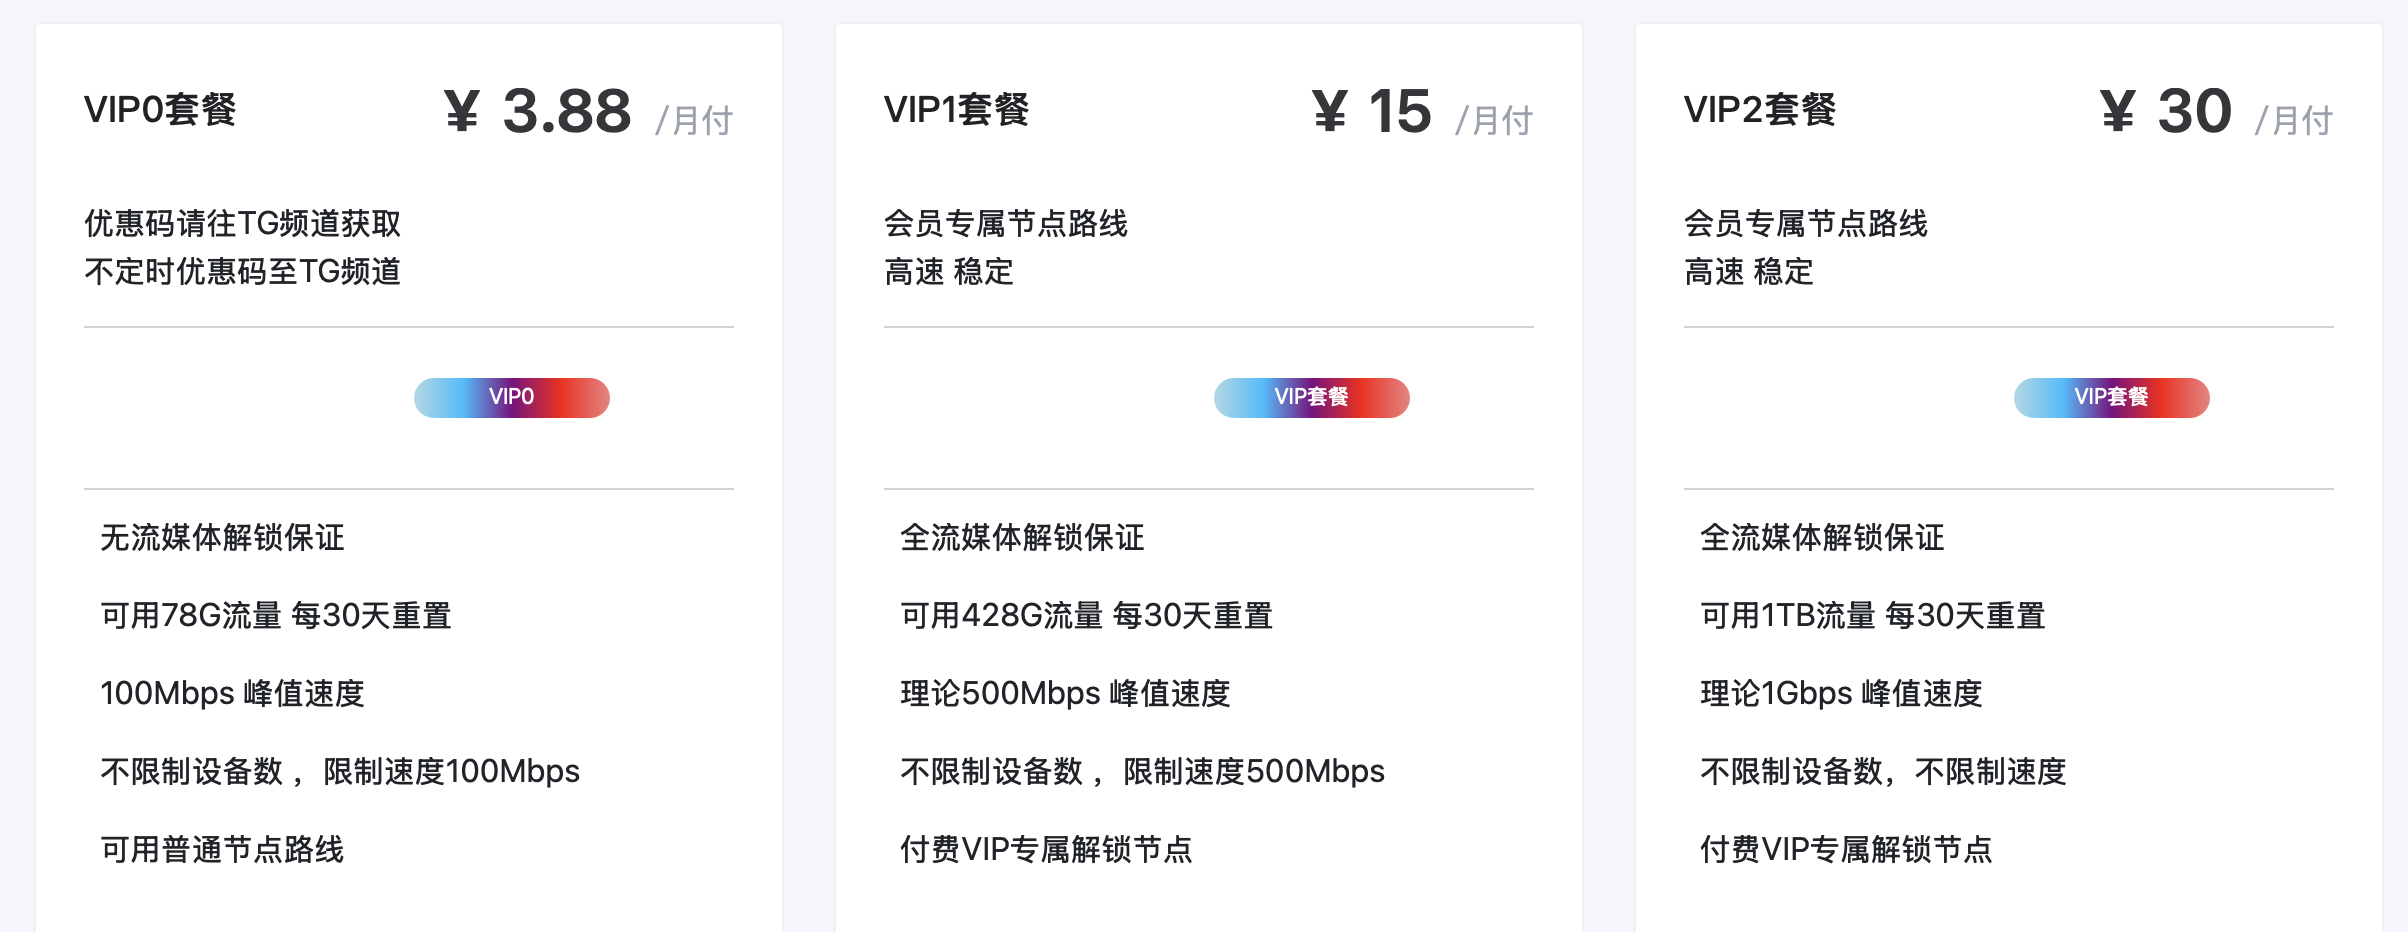 VIP0套餐
¥ 3.88 /月付
优惠码请往TG频道获取
不定时优惠码至TG频道
VIP0
无流媒体解锁保证
可用78G流量 每30天重置
100Mbps 峰值速度
不限制设备数 ，限制速度100Mbps
可用普通节点路线
VIP1套餐
¥ 15 /月付
会员专属节点路线
高速 稳定
VIP套餐
全流媒体解锁保证
可用428G流量 每30天重置
理论500Mbps 峰值速度
不限制设备数 ，限制速度500Mbps
付费VIP专属解锁节点
VIP2套餐
¥ 30 /月付
会员专属节点路线
高速 稳定
VIP套餐
全流媒体解锁保证
可用1TB流量 每30天重置
理论1Gbps 峰值速度
不限制设备数，不限制速度
付费VIP专属解锁节点